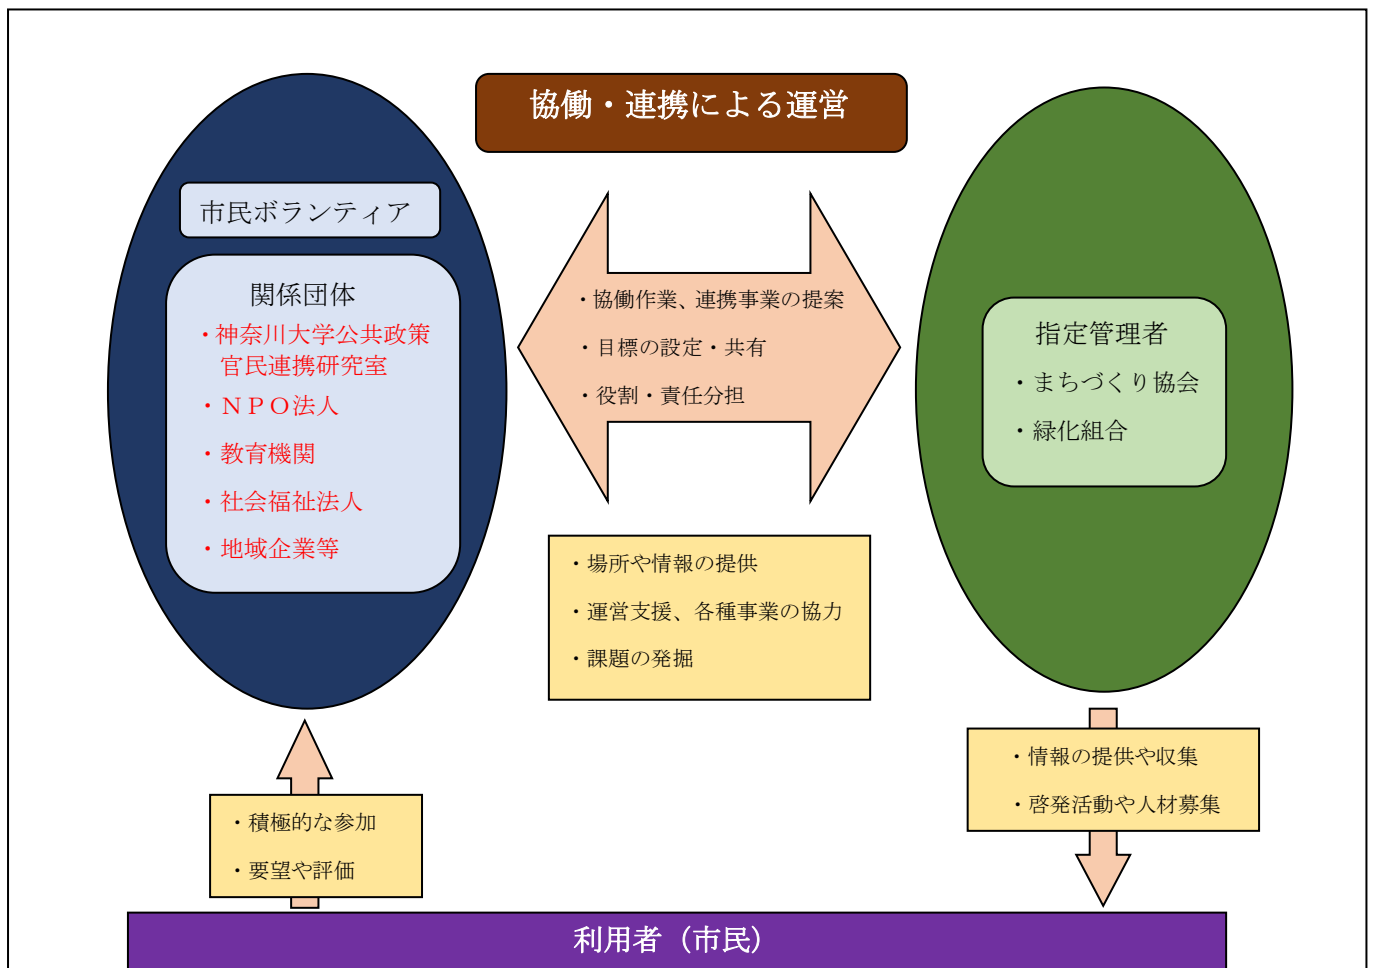 協働・連携による運営
市民ボランティア
関係団体
・神奈川大学公共政策
官民連携研究室
・ＮＰＯ法人
・教育機関
・社会福祉法人
・地域企業等
・協働作業、連携事業の提案
・目標の設定・共有
・役割・責任分担
指定管理者
・まちづくり協会
・緑化組合
・場所や情報の提供
・運営支援、各種事業の協力
・課題の発掘
・積極的な参加
・要望や評価
・情報の提供や収集
・啓発活動や人材募集
利用者（市民）